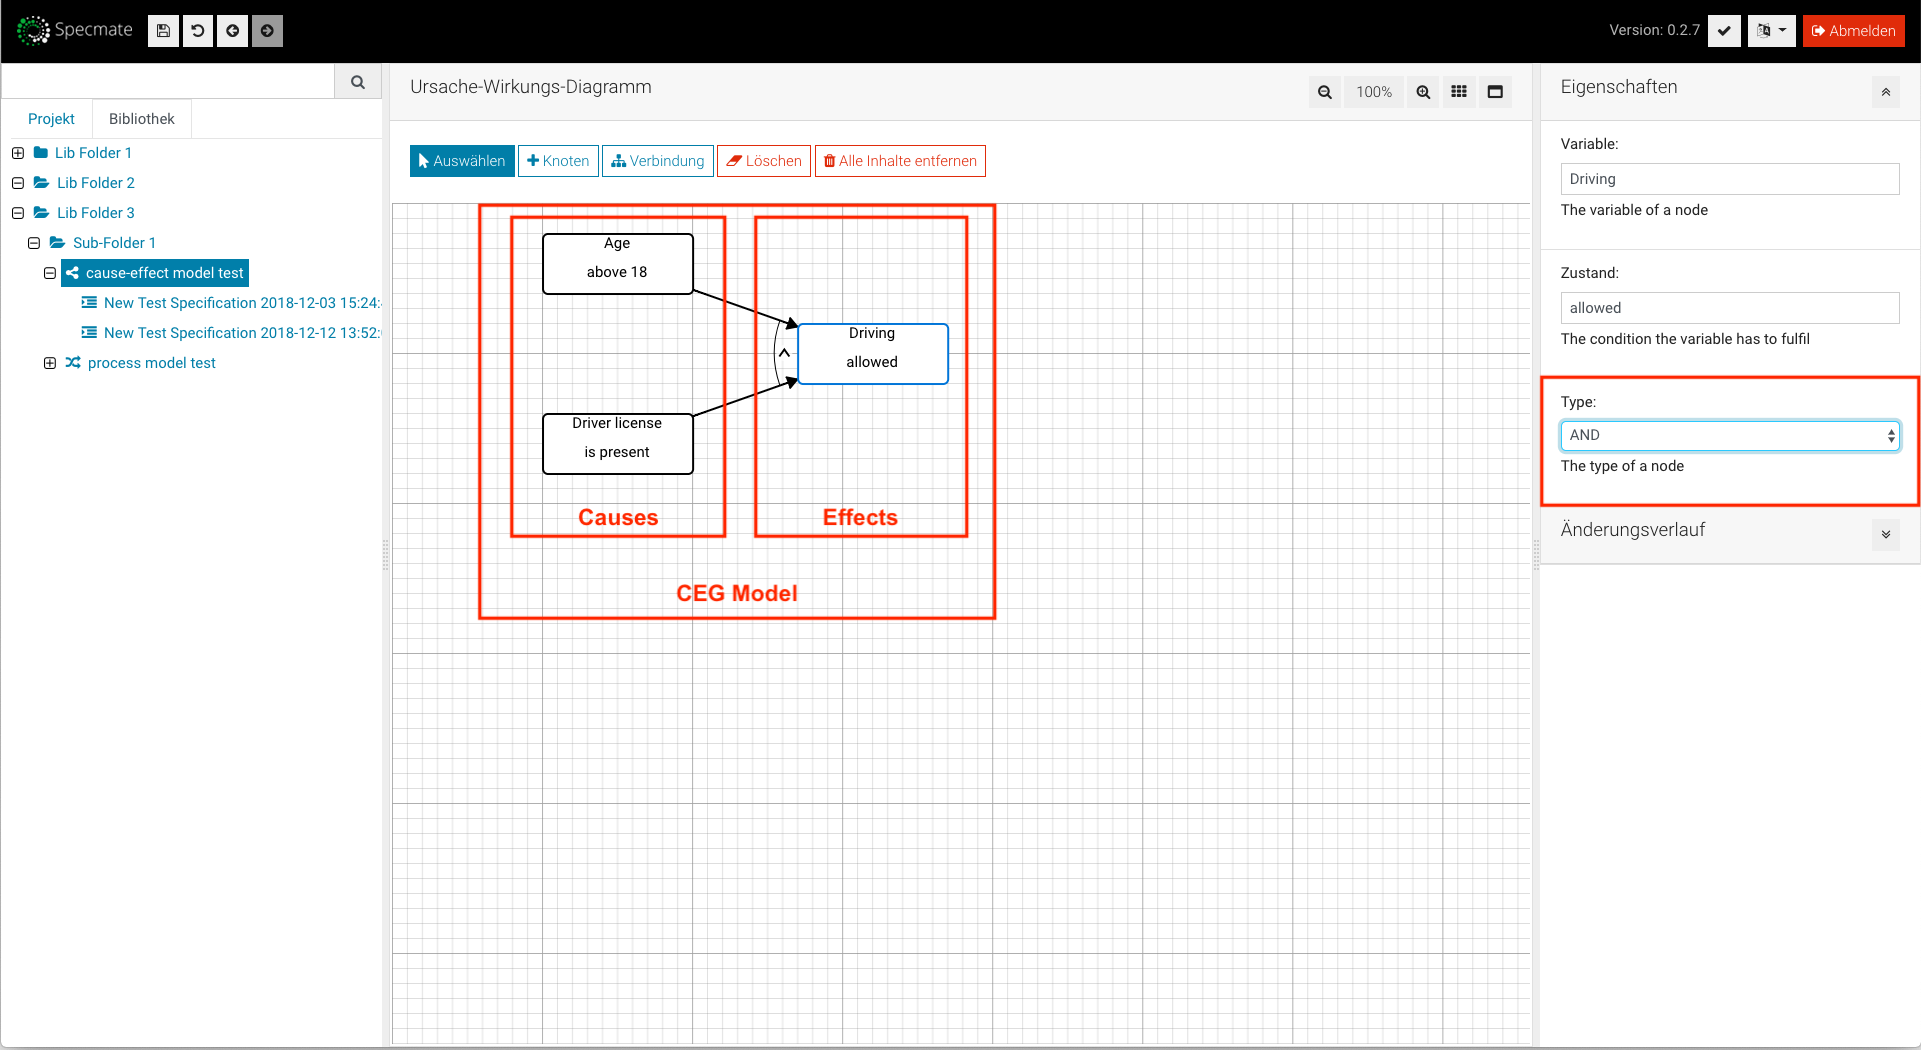 Specmate
Version: 0.2.7
Abmelden
Projekt
Bibliothek
Lib Folder 1
Lib Folder 2
Lib Folder 3
Sub-Folder 1
cause-effect model test
New Test Specification 2018-12-03 15:24:
New Test Specification 2018-12-12 13:52:
process model test
Ursache-Wirkungs-Diagramm
100%
Auswählen
Knoten
Verbindung
Löschen
Alle Inhalte entfernen
Age
above 18
Driving
allowed
Driver license
is present
Causes
Effects
CEG Model
Eigenschaften
Variable:
Driving
The variable of a node
Zustand:
allowed
The condition the variable has to fulfil
Type:
AND
The type of a node
Änderungsverlauf